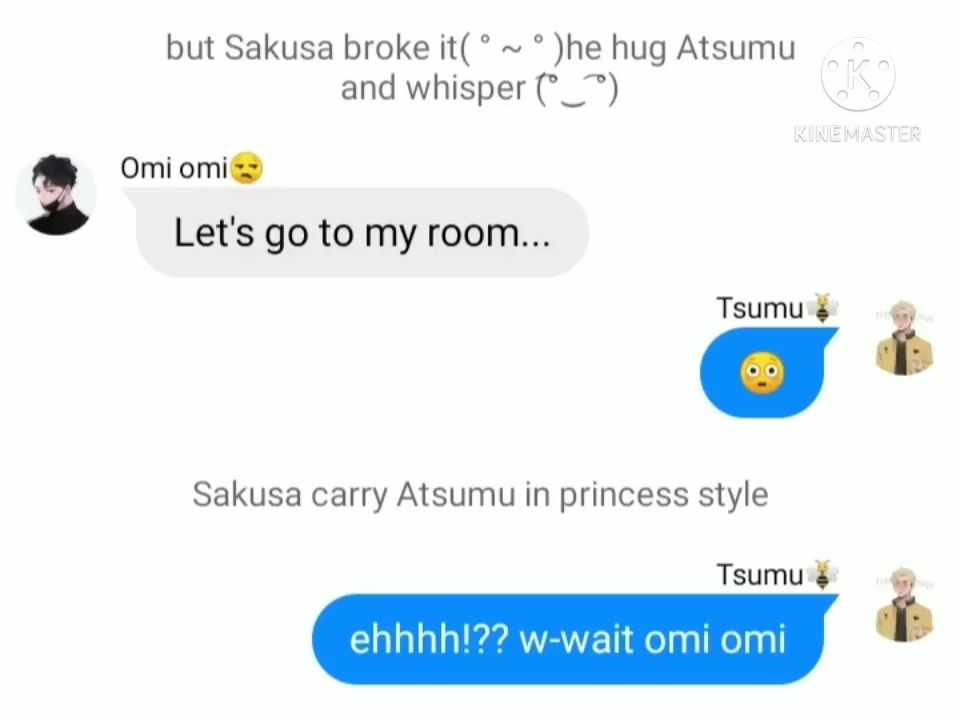 but Sakusa broke it( ° ~ ° )he hug Atsumu
and whisper (͡° ͜ ͡°)
K
KINEMASTER
Omi omi😒
Let's go to my room...
Tsumu🐝
😳
Sakusa carry Atsumu in princess style
Tsumu🐝
ehhhh!?? w-wait omi omi